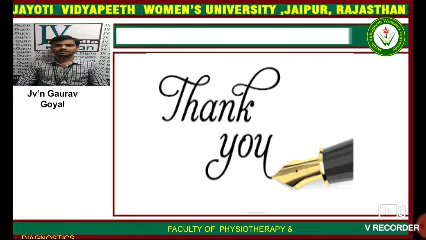 JAYOTI VIDYAPEETH WOMEN'S UNIVERSITY ,JAIPUR, RAJASTHAN
Jv'n Gaurav
Goyal
Thank
you
V RECORDER
FACULTY OF PHYSIOTHERAPY &
DIAGNOSTICS